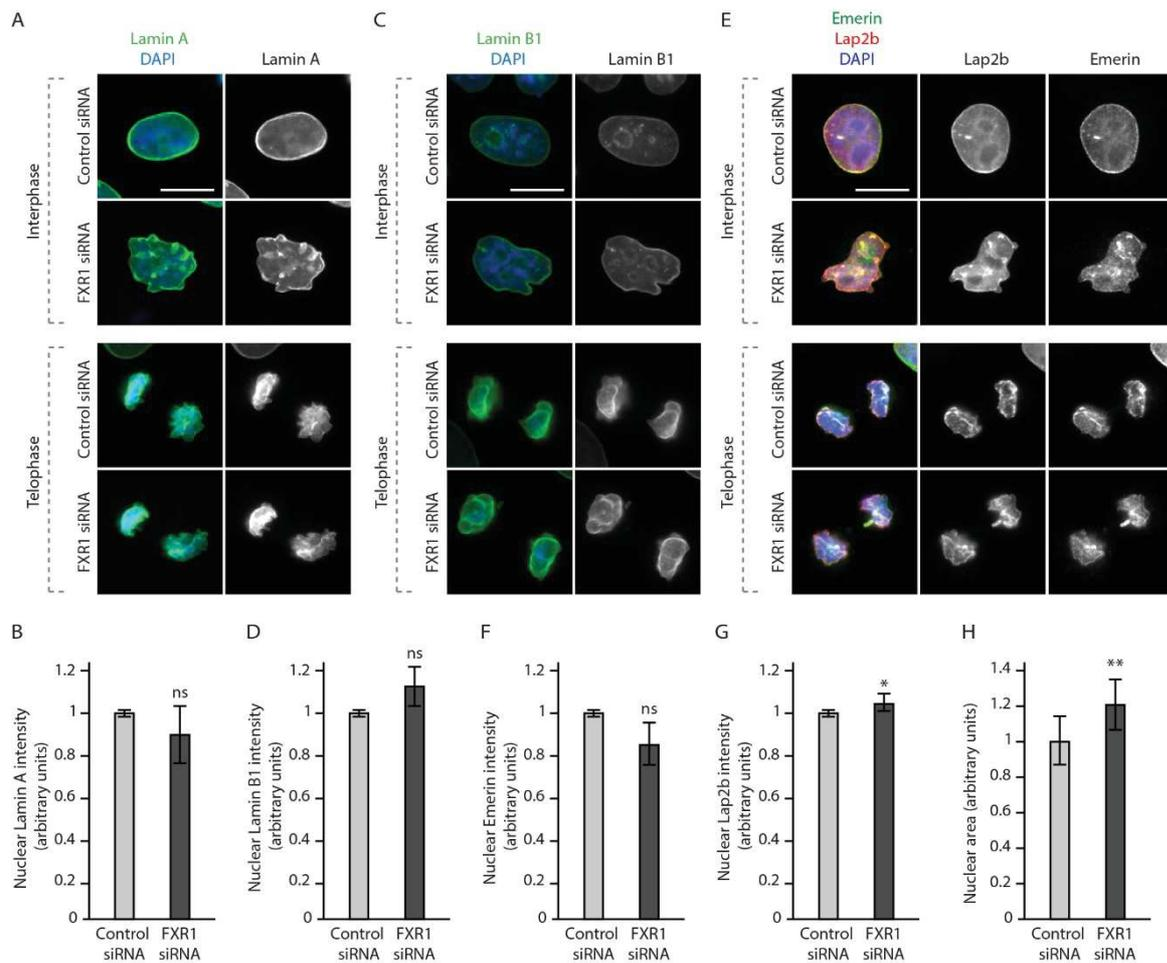 A
Lamin A
DAPI
Lamin A
Interphase
Control siRNA
FXR1 siRNA
Telophase
Control siRNA
FXR1 siRNA
C
Lamin B1
DAPI
Lamin B1
Interphase
Control siRNA
FXR1 siRNA
Telophase
Control siRNA
FXR1 siRNA
E
Emerin
Lap2b
DAPI
Lap2b
Emerin
Interphase
Control siRNA
FXR1 siRNA
Telophase
Control siRNA
FXR1 siRNA
B
Nuclear Lamin A intensity
(arbitrary units)
1.2
1
0.8
0.6
0.4
0.2
0
ns
Control
siRNA
FXR1
siRNA
D
Nuclear Lamin B1 intensity
(arbitrary units)
1.2
1
0.8
0.6
0.4
0.2
0
ns
Control
siRNA
FXR1
siRNA
F
Nuclear Emerin intensity
(arbitrary units)
1.2
1
0.8
0.6
0.4
0.2
0
ns
Control
siRNA
FXR1
siRNA
G
Nuclear Lap2b intensity
(arbitrary units)
1.2
1
0.8
0.6
0.4
0.2
0
*
Control
siRNA
FXR1
siRNA
H
Nuclear area (arbitrary units)
1.4
1.2
1
0.8
0.6
0.4
0.2
0
**
Control
siRNA
FXR1
siRNA